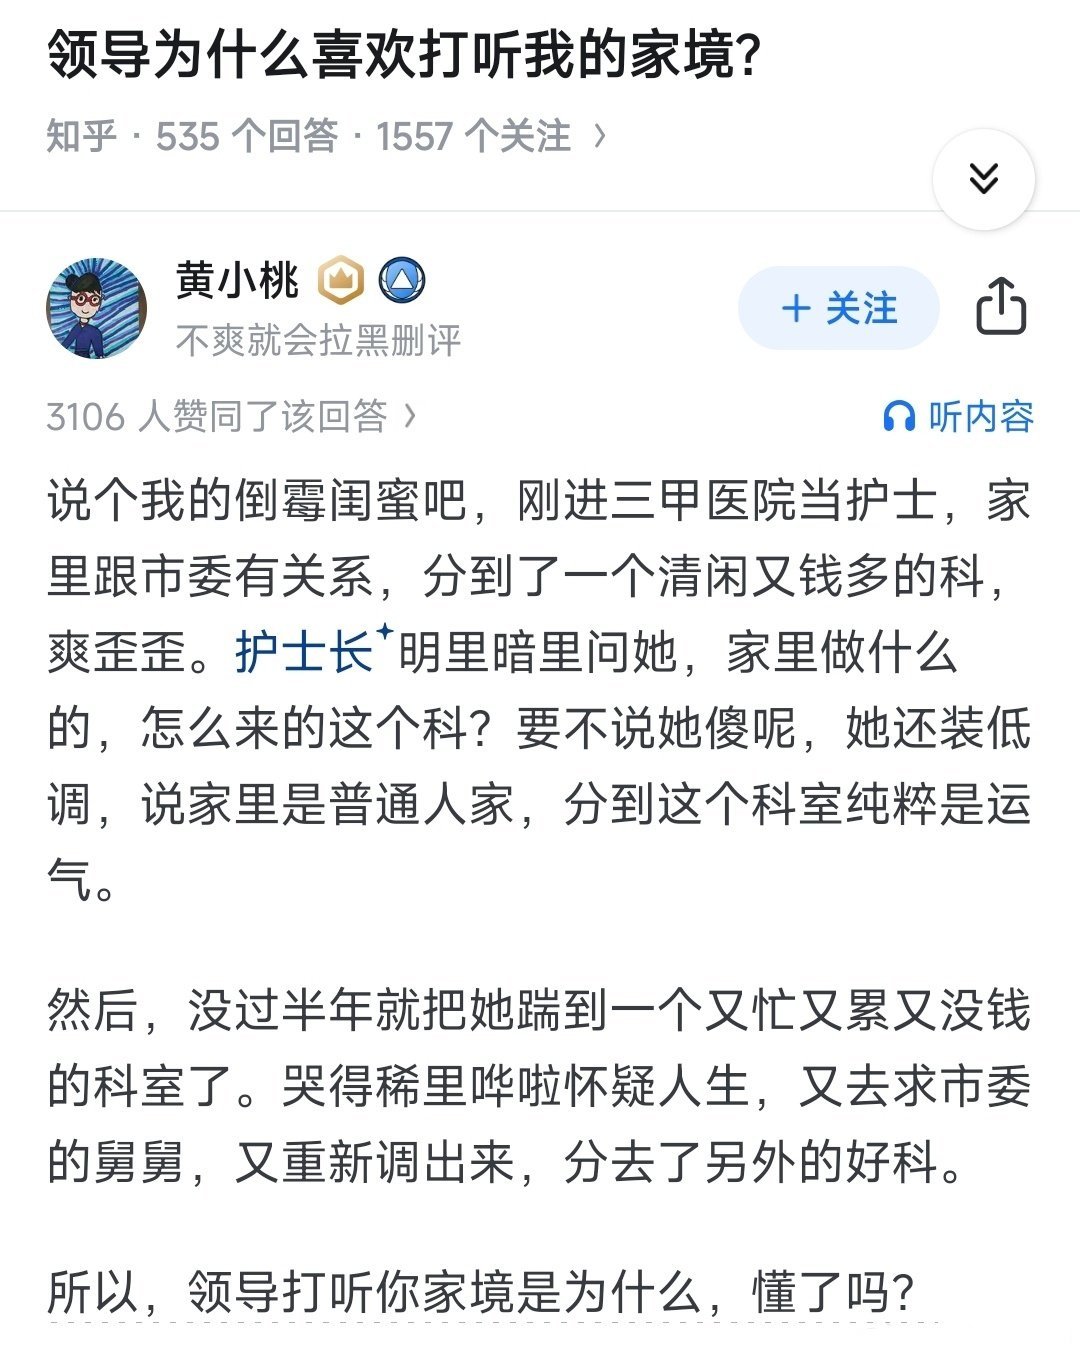 领导为什么喜欢打听我的家境?
知乎 · 535 个回答 · 1557 个关注 >
黄小桃
不爽就会拉黑删评
+ 关注
3106 人赞同了该回答 >
听内容
说个我的倒霉闺蜜吧，刚进三甲医院当护士，家
里跟市委有关系，分到了一个清闲又钱多的科，
爽歪歪。护士长明里暗里问她，家里做什么
的，怎么来的这个科？要不说她傻呢，她还装低
调，说家里是普通人家，分到这个科室纯粹是运
气。
然后，没过半年就把她踹到一个又忙又累又没钱
的科室了。哭得稀里哗啦怀疑人生，又去求市委
的舅舅，又重新调出来，分去了另外的好科。
所以，领导打听你家境是为什么，懂了吗？